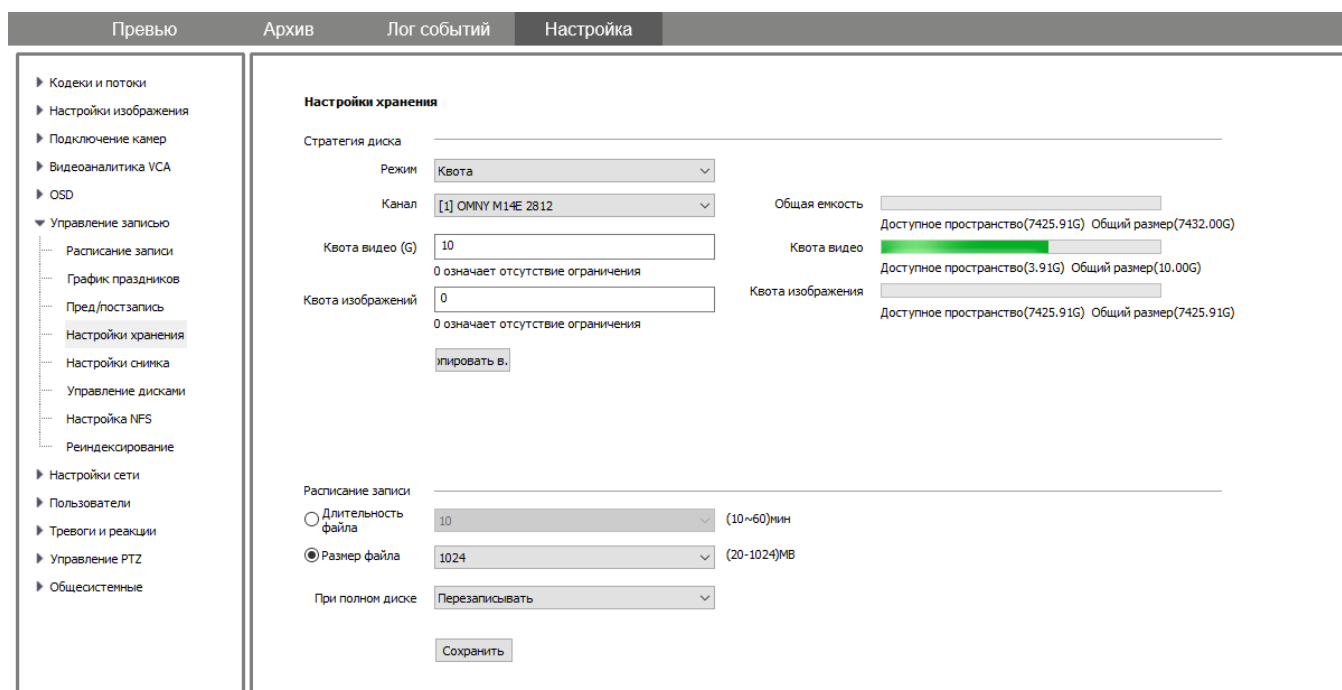 Превью Архив Лог событий Настройка
Кодеки и потоки
Настройки изображения
Подключение камер
Видеоаналитика VCA
OSD
Управление записью
Расписание записи
График праздников
Пред/постзапись
Настройки хранения
Настройки снимка
Управление дисками
Настройка NFS
Реиндексирование
Настройки сети
Пользователи
Тревоги и реакции
Управление PTZ
Общесистемные
Настройки хранения
Стратегия диска
Режим Квота
Канал [1] OMNY M14E 2812
Квота видео (G) 10
0 означает отсутствие ограничения
Квота изображений 0
0 означает отсутствие ограничения
опировать в.
Общая емкость
Доступное пространство(7425.91G) Общий размер(7432.00G)
Квота видео
Доступное пространство(3.91G) Общий размер(10.00G)
Квота изображения
Доступное пространство(7425.91G) Общий размер(7425.91G)
Расписание записи
Длительность
файла
10 (10~60)мин
Размер файла 1024 (20-1024)MB
При полном диске Перезаписывать
Сохранить